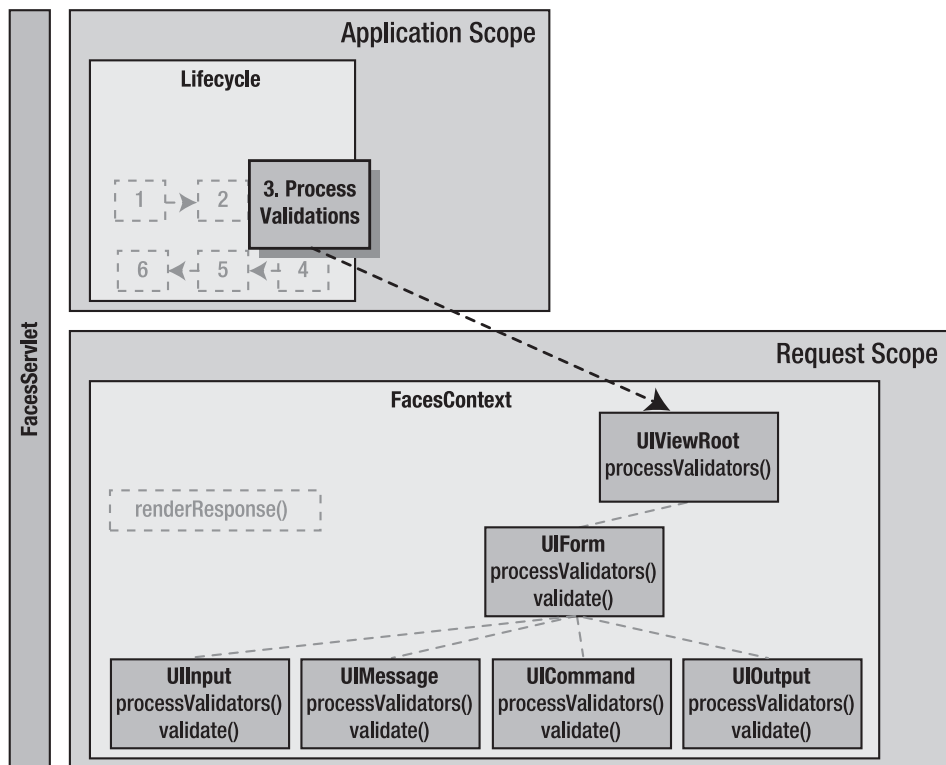 FacesServlet
Application Scope
Lifecycle
1
2
3. Process
Validations
6
5
4
Request Scope
FacesContext
UIViewRoot
processValidators()
renderResponse()
UIForm
processValidators()
validate()
UIInput
processValidators()
validate()
UIMessage
processValidators()
validate()
UICommand
processValidators()
validate()
UIOutput
processValidators()
validate()